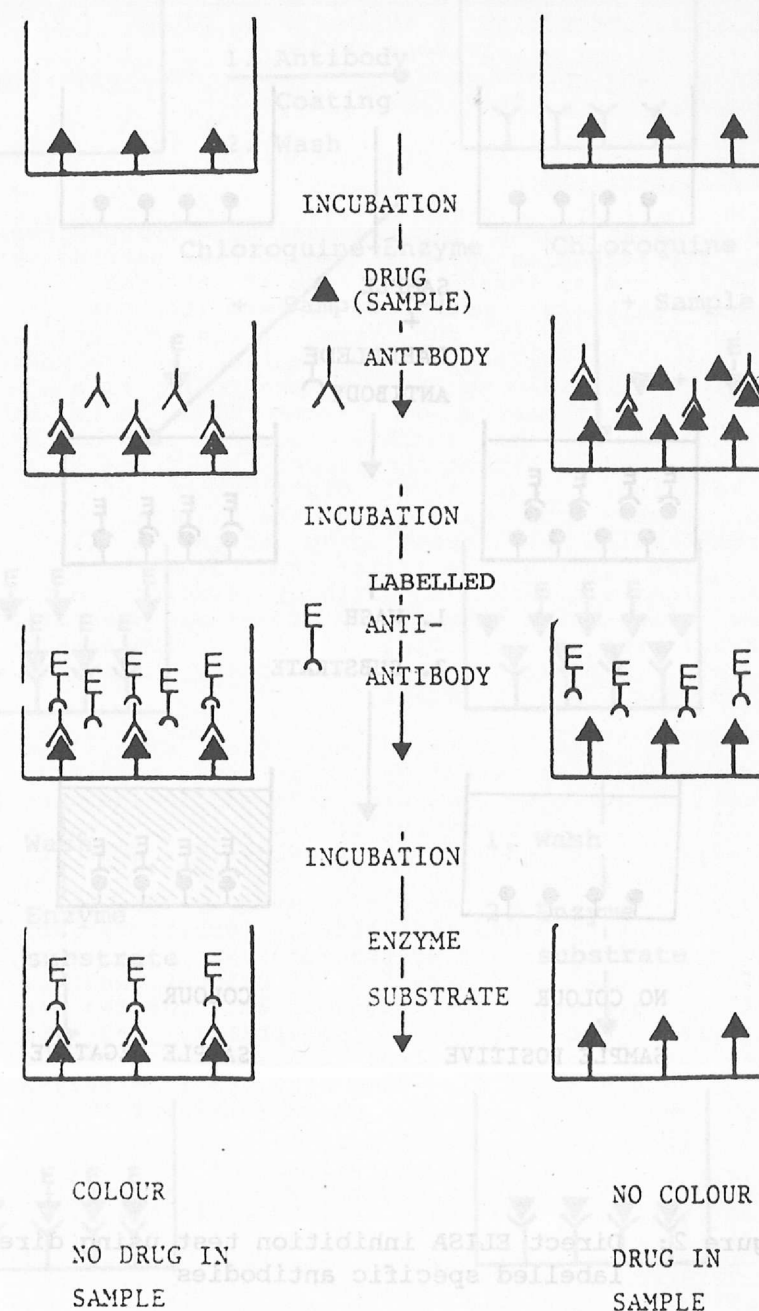 INCUBATION
DRUG
(SAMPLE)
ANTIBODY
INCUBATION
LABELLED
E ANTI-
ANTIBODY
E E E E E
E E E E
INCUBATION
ENZYME
SUBSTRATE
E E E
COLOUR
NO DRUG IN
SAMPLE
NO COLOUR
DRUG IN
SAMPLE